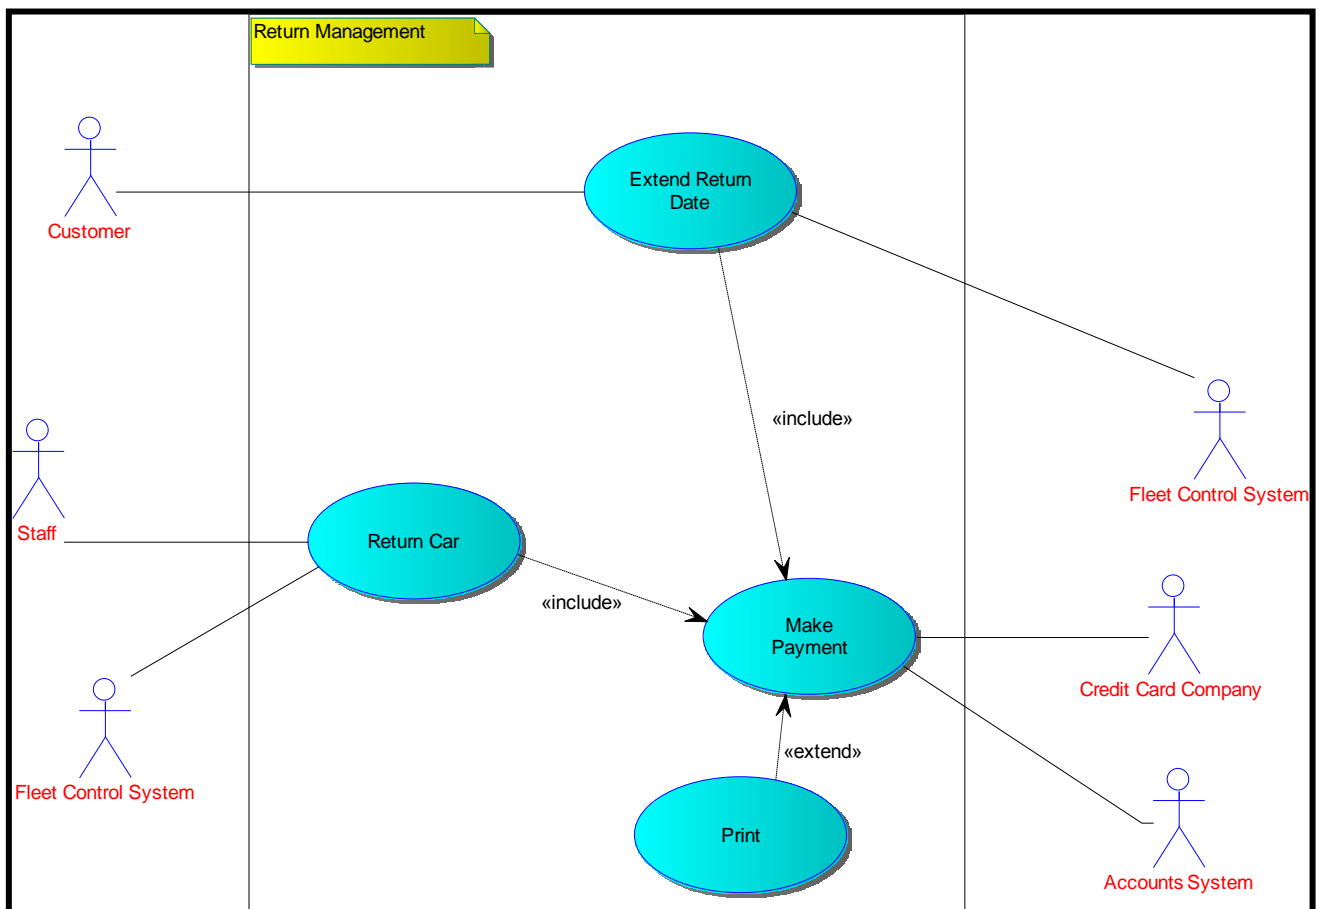 Return Management
Extend Return
Date
Customer
«include»
Fleet Control System
Staff
Return Car
«include»
Make
Payment
Credit Card Company
«extend»
Fleet Control System
Print
Accounts System